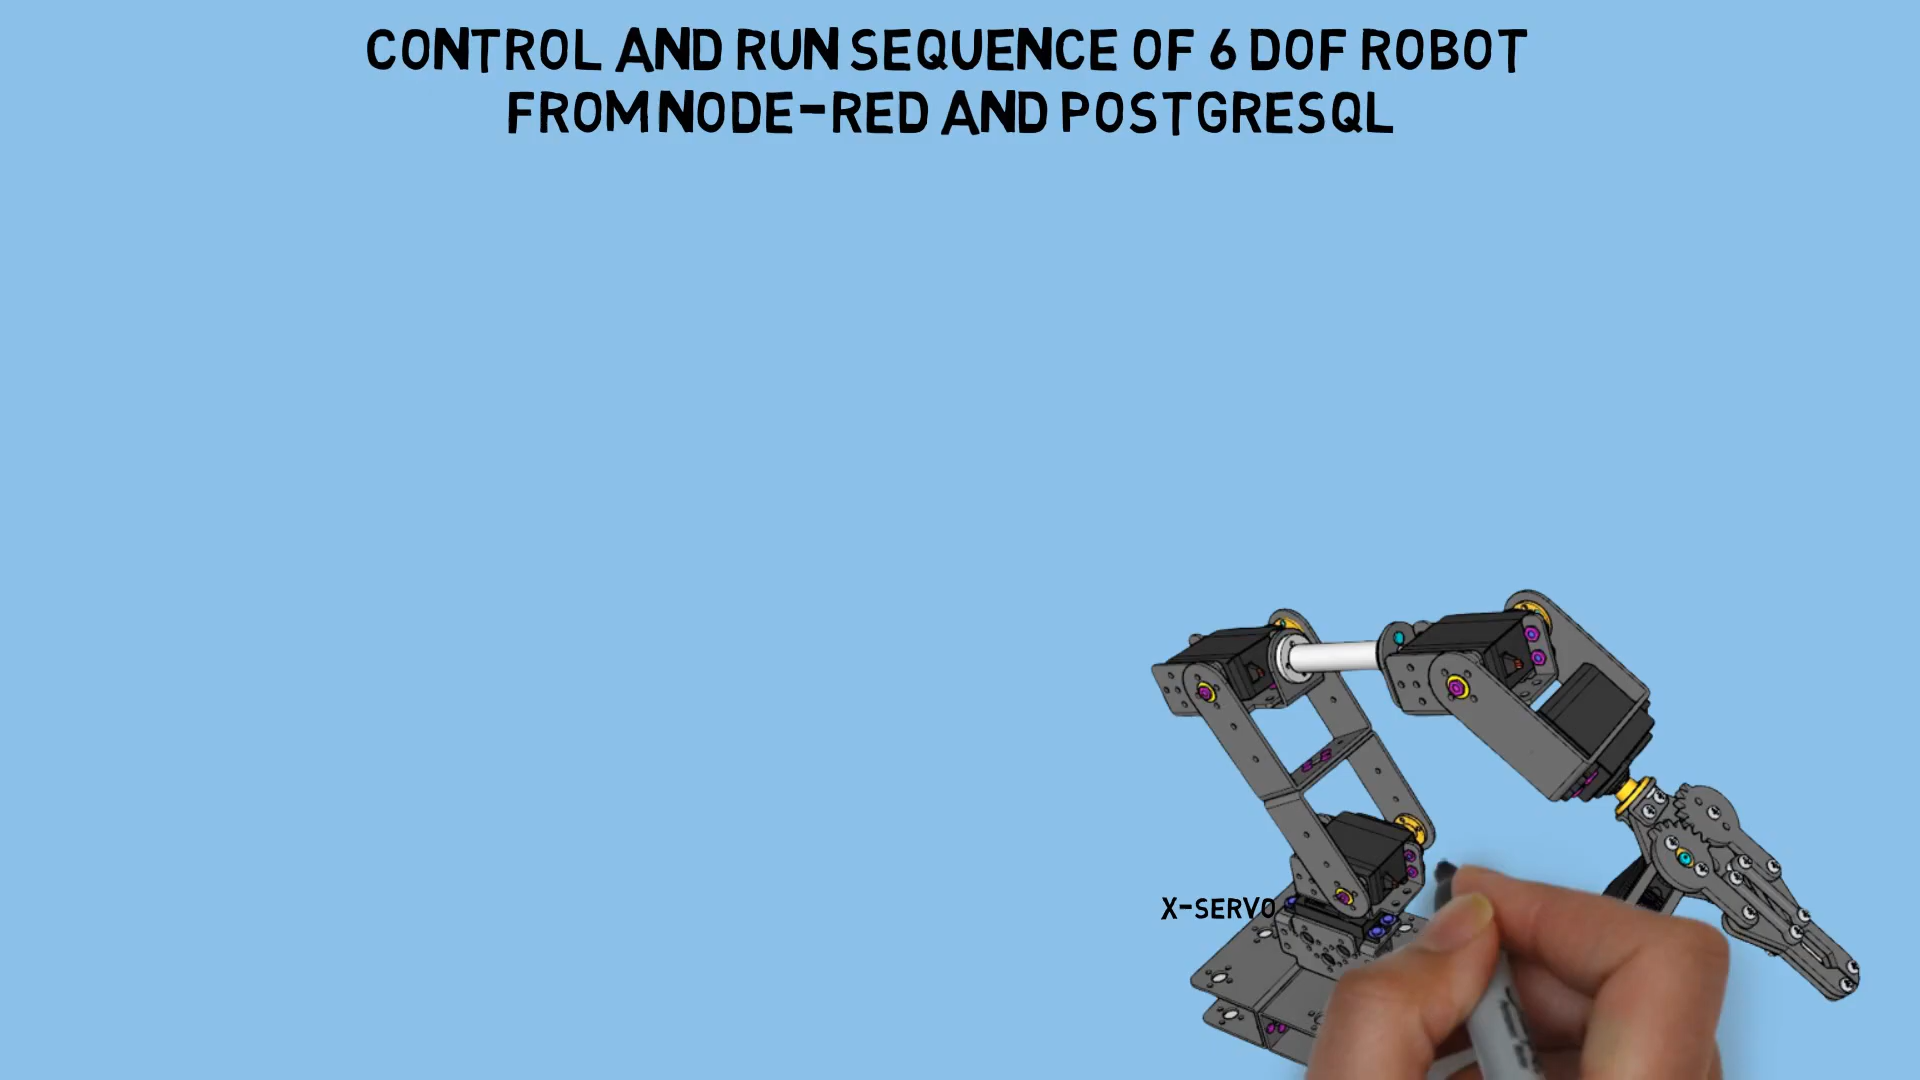 CONTROL AND RUN SEQUENCE OF 6 DOF ROBOT
FROM NODE-RED AND POSTGRESQL
X-SERVO